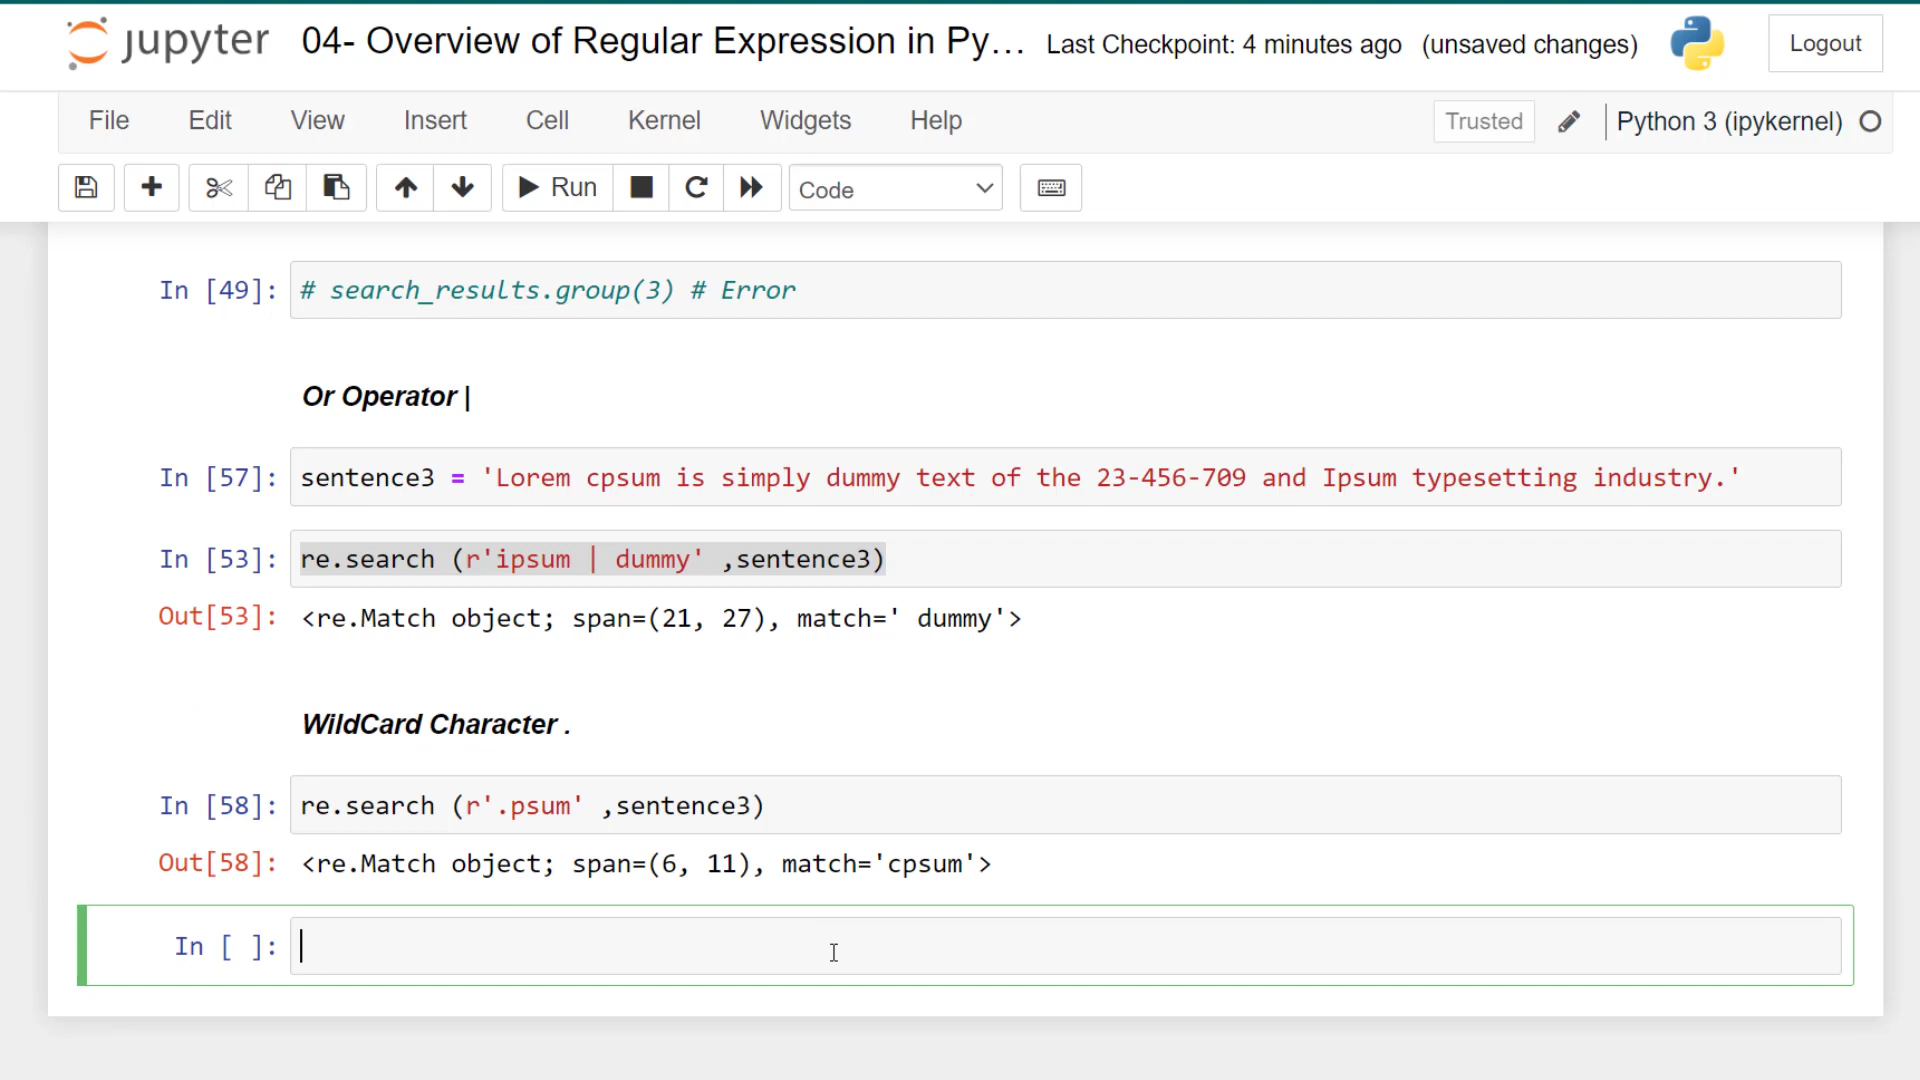 jupyter 04- Overview of Regular Expression in Py... Last Checkpoint: 4 minutes ago (unsaved changes) Logout
File Edit View Insert Cell Kernel Widgets Help Trusted Python 3 (ipykernel)
Run Code
In [49]: # search_results.group(3) # Error
Or Operator |
In [57]: sentence3 = 'Lorem cpsum is simply dummy text of the 23-456-709 and Ipsum typesetting industry.'
In [53]: re.search (r'ipsum | dummy' ,sentence3)
Out[53]: <re.Match object; span=(21, 27), match=' dummy'>
WildCard Character .
In [58]: re.search (r'.psum' ,sentence3)
Out[58]: <re.Match object; span=(6, 11), match='cpsum'>
In [ ]: